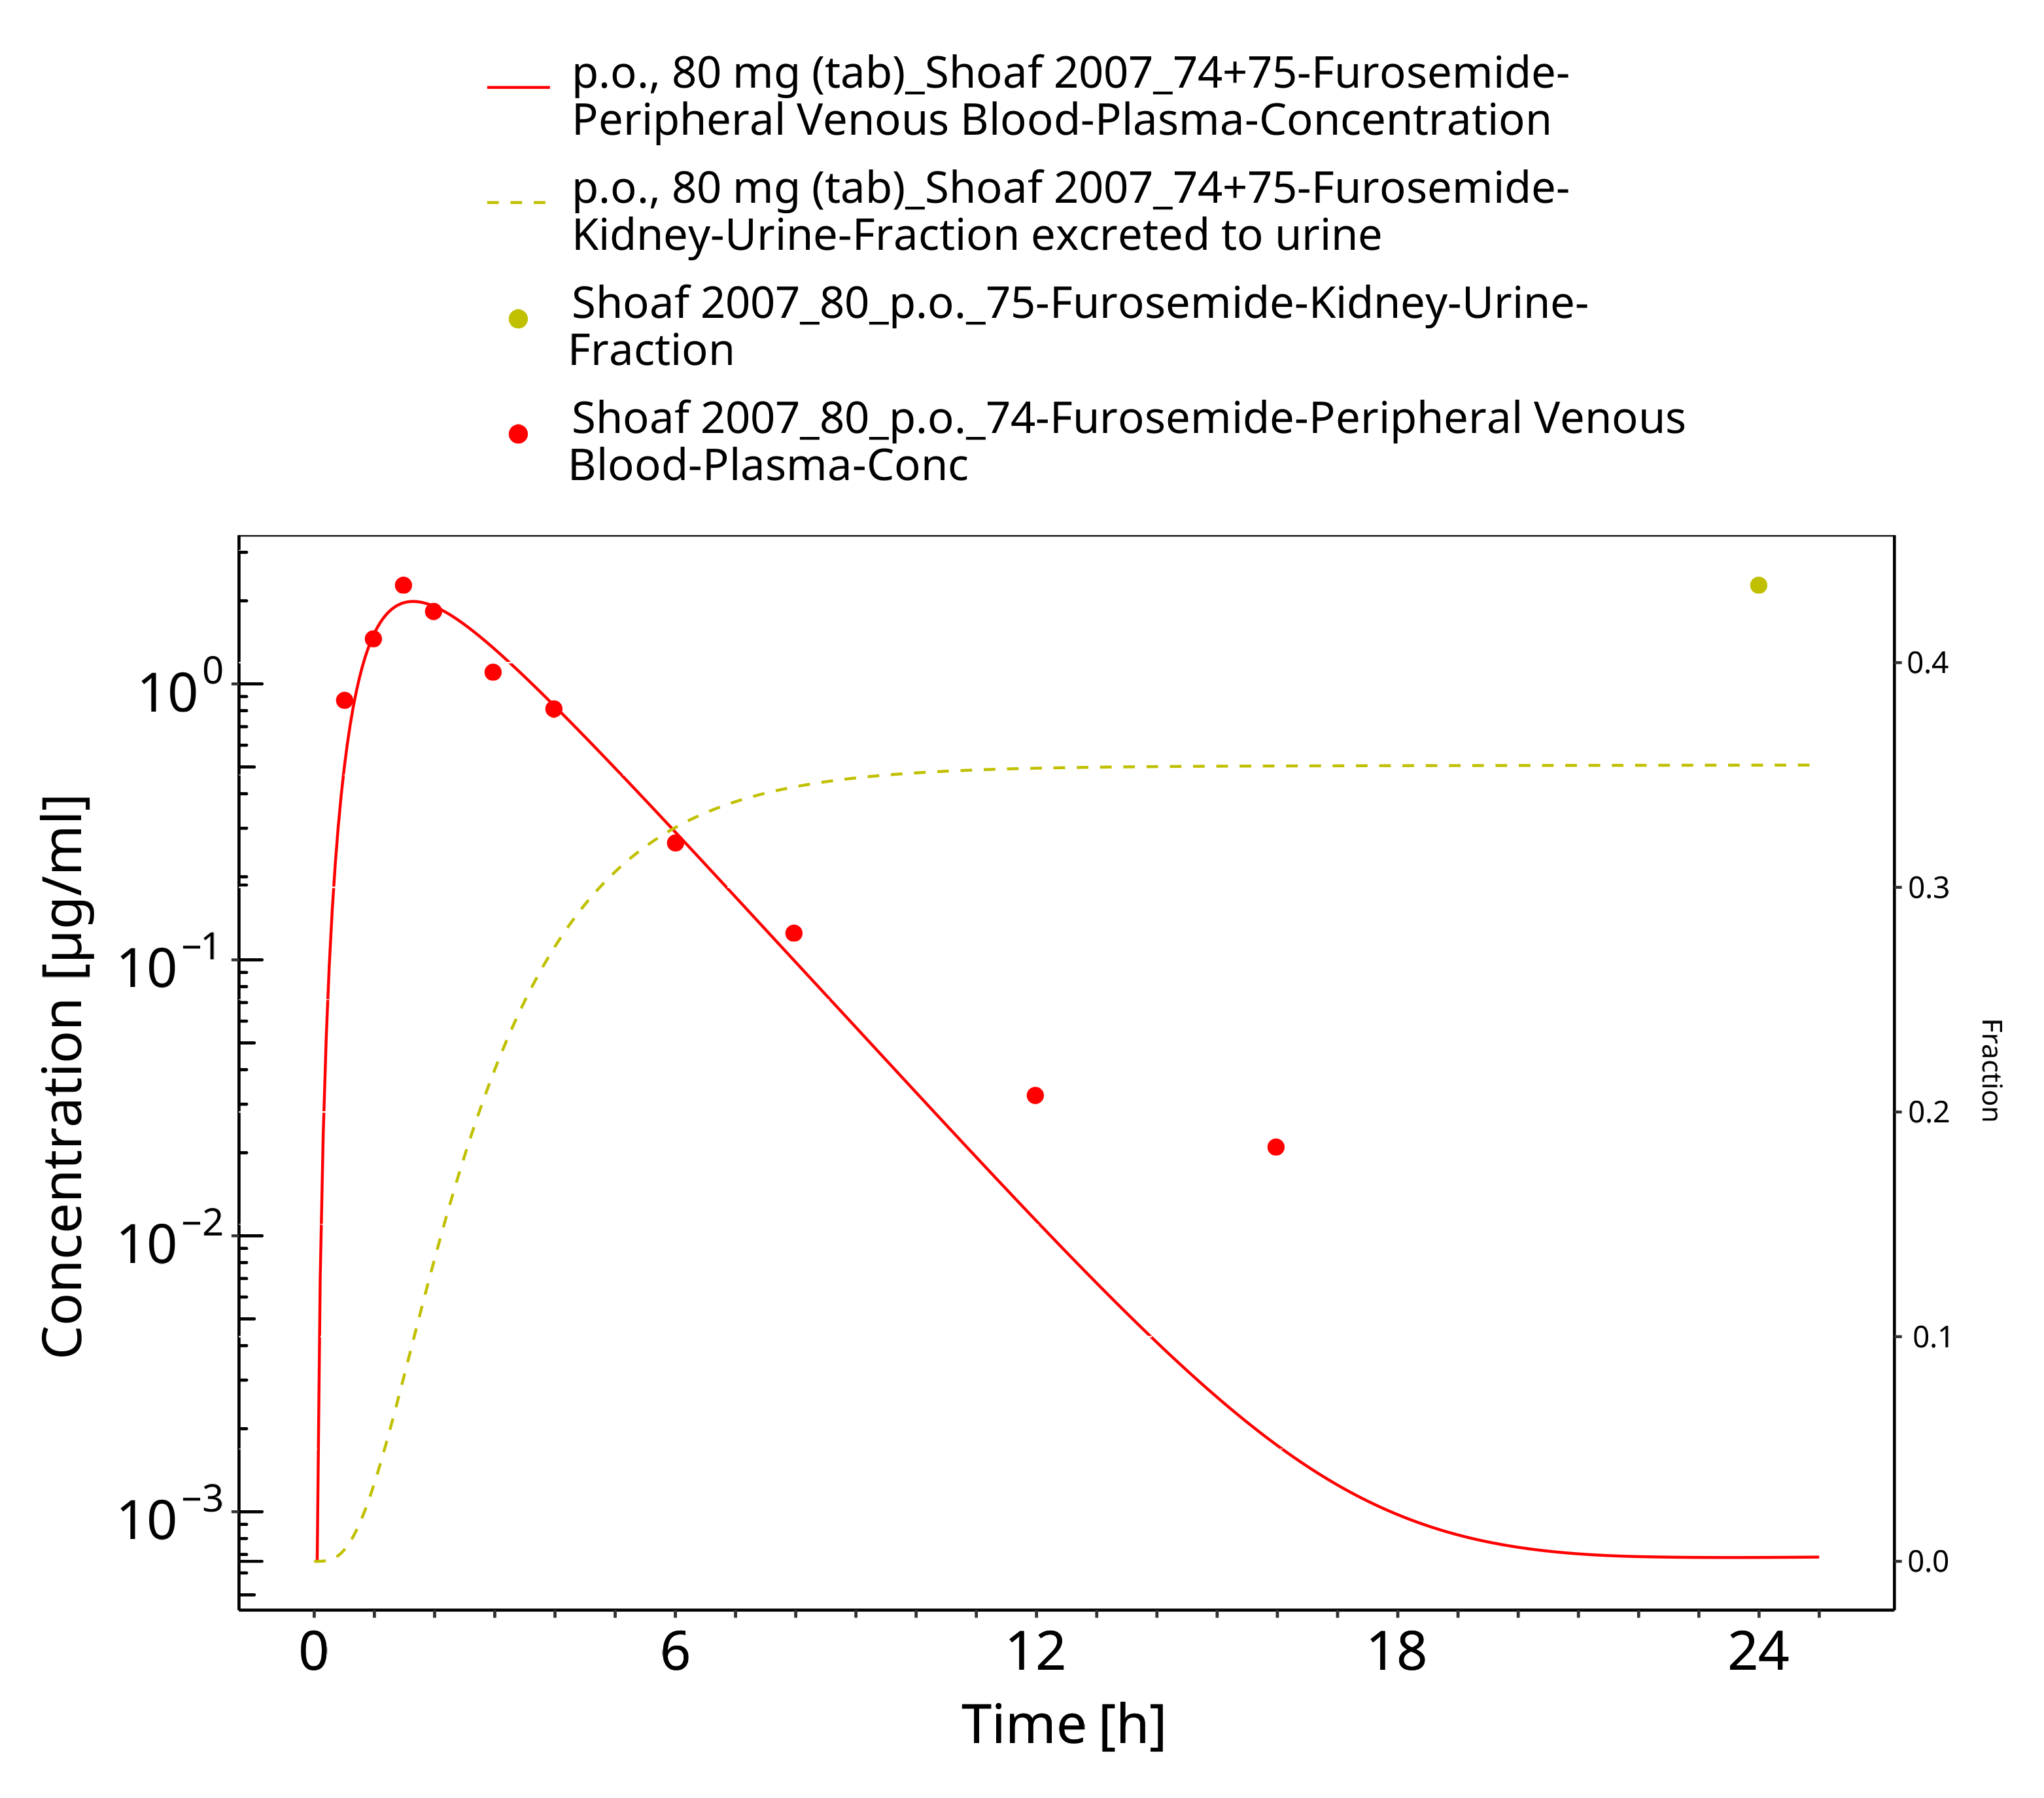 p.o., 80 mg (tab)_Shoaf 2007_74+75-Furosemide-
Peripheral Venous Blood-Plasma-Concentration
p.o., 80 mg (tab)_Shoaf 2007_74+75-Furosemide-
Kidney-Urine-Fraction excreted to urine
Shoaf 2007_80_p.o._75-Furosemide-Kidney-Urine-
Fraction
Shoaf 2007_80_p.o._74-Furosemide-Peripheral Venous
Blood-Plasma-Conc
Concentration [µg/ml]
10⁰
10⁻¹
10⁻²
10⁻³
0.4
0.3
0.2
0.1
0.0
Fraction
0 6 12 18 24
Time [h]